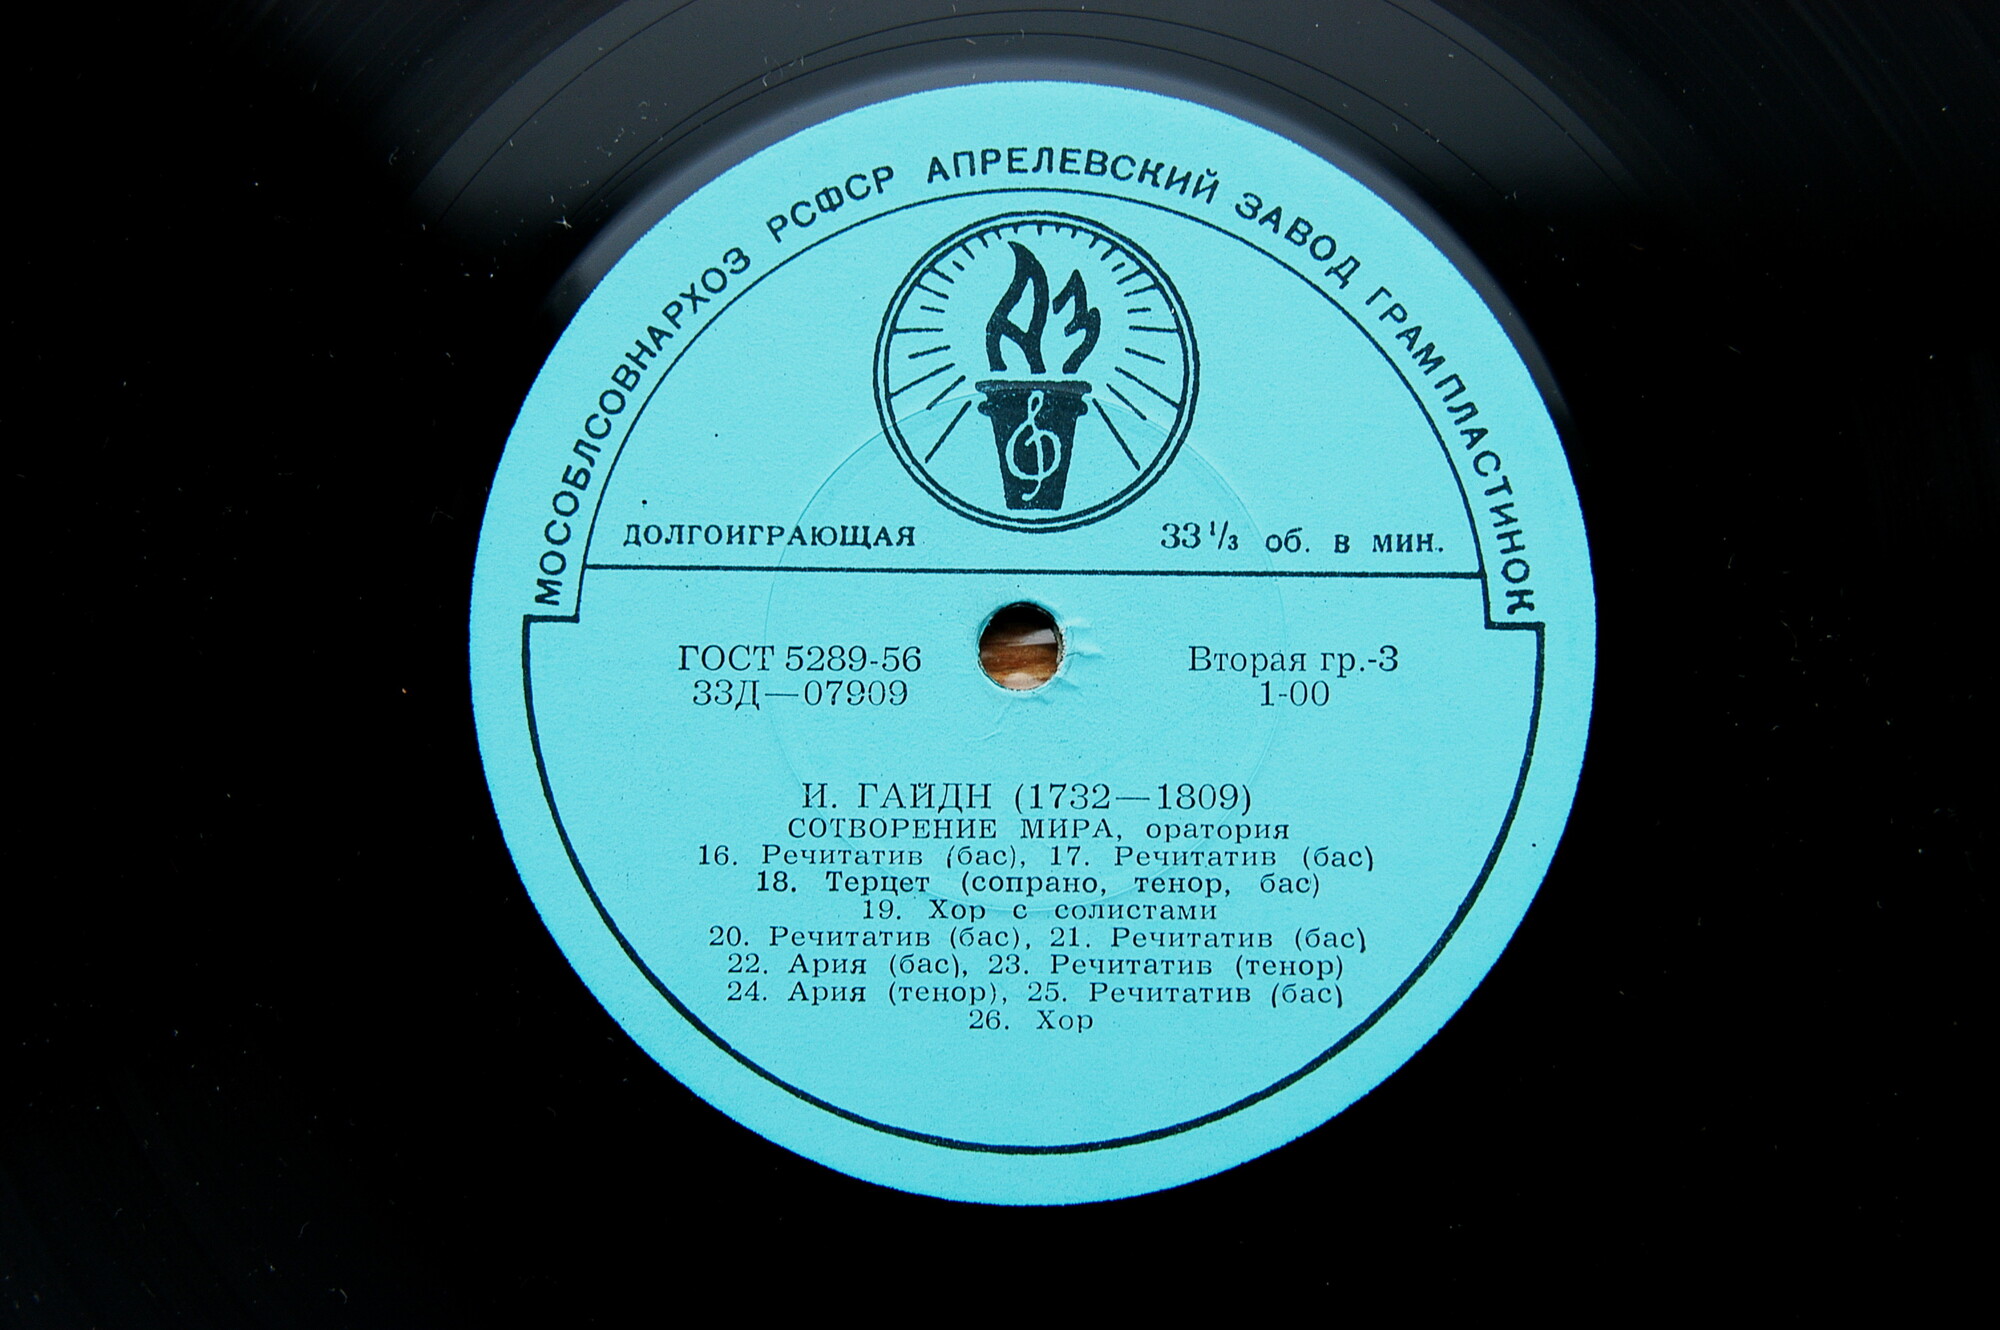 МОСОБЛСОВНАРХОЗ РСФСР АПРЕЛЕВСКИЙ ЗАВОД ГРАМПЛАСТИНОК
АЗ
ДОЛГОИГРАЮЩАЯ 33 1/3 об. в мин.
ГОСТ 5289-56 Вторая гр.-3
33Д—07909 1-00
И. ГАЙДН (1732—1809)
СОТВОРЕНИЕ МИРА, оратория
16. Речитатив (бас), 17. Речитатив (бас)
18. Терцет (сопрано, тенор, бас)
19. Хор с солистами
20. Речитатив (бас), 21. Речитатив (бас)
22. Ария (бас), 23. Речитатив (тенор)
24. Ария (тенор), 25. Речитатив (бас)
26. Хор